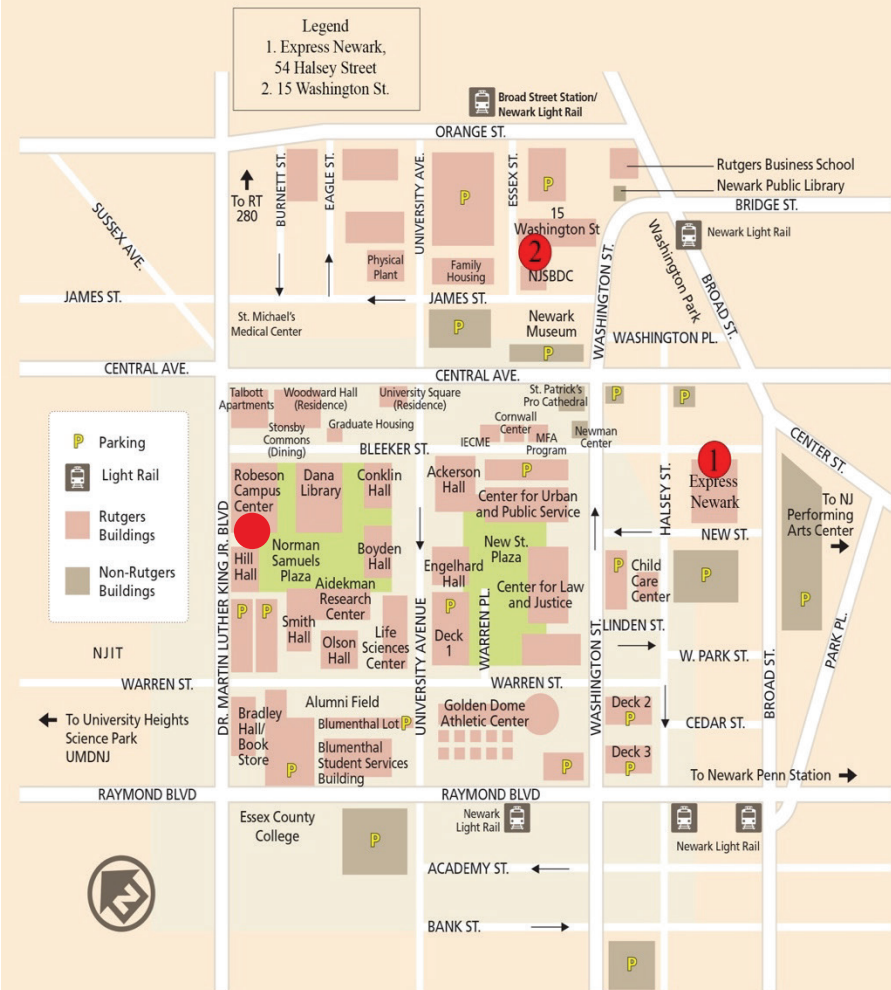 Legend
1. Express Newark,
54 Halsey Street
2. 15 Washington St.
Broad Street Station/
Newark Light Rail
ORANGE ST.
Rutgers Business School
Newark Public Library
BRIDGE ST.
To RT
280
BURNETT ST.
EAGLE ST.
UNIVERSITY AVE.
ESSEX ST.
P
P
15
Washington St
2
NJSBDC
Washington Park
Newark Light Rail
SUSSEX AVE.
Physical
Plant
Family
Housing
WASHINGTON ST.
BROAD ST.
JAMES ST.
JAMES ST.
St. Michael's
Medical Center
P
Newark
Museum
P
WASHINGTON PL.
CENTRAL AVE.
CENTRAL AVE.
Talbott
Apartments
Woodward Hall
(Residence)
University Square
(Residence)
St. Patrick's
Pro Cathedral
P
P
Stonsby
Commons
(Dining)
Graduate Housing
Cornwall
Center
IECME
MFA
Program
Newman
Center
CENTER ST.
BLEEKER ST.
P
Parking
Light Rail
Rutgers
Buildings
Non-Rutgers
Buildings
DR. MARTIN LUTHER KING JR. BLVD
Robeson
Campus
Center
Dana
Library
Conklin
Hall
Ackerson
Hall
P
Center for Urban
and Public Service
HALSEY ST.
1
Express
Newark
To NJ
Performing
Arts Center
NEW ST.
Hill
Hall
Norman
Samuels
Plaza
Boyden
Hall
New St.
Plaza
Engelhard
Hall
Center for Law
and Justice
P
Child
Care
Center
P
P
Aidekman
Research
Center
P
P
Smith
Hall
Olson
Hall
Life
Sciences
Center
UNIVERSITY AVENUE
P
Deck
1
WARREN PL.
WASHINGTON ST.
LINDEN ST.
W. PARK ST.
BROAD ST.
PARK PL.
NJIT
WARREN ST.
WARREN ST.
To University Heights
Science Park
UMDNJ
Bradley
Hall/
Book
Store
Alumni Field
Blumenthal Lot
P
Blumenthal
Student Services
Building
P
Golden Dome
Athletic Center
P
Deck 2
P
Deck 3
P
CEDAR ST.
To Newark Penn Station
RAYMOND BLVD
RAYMOND BLVD
Essex County
College
P
Newark
Light Rail
Newark Light Rail
ACADEMY ST.
N
BANK ST.
P